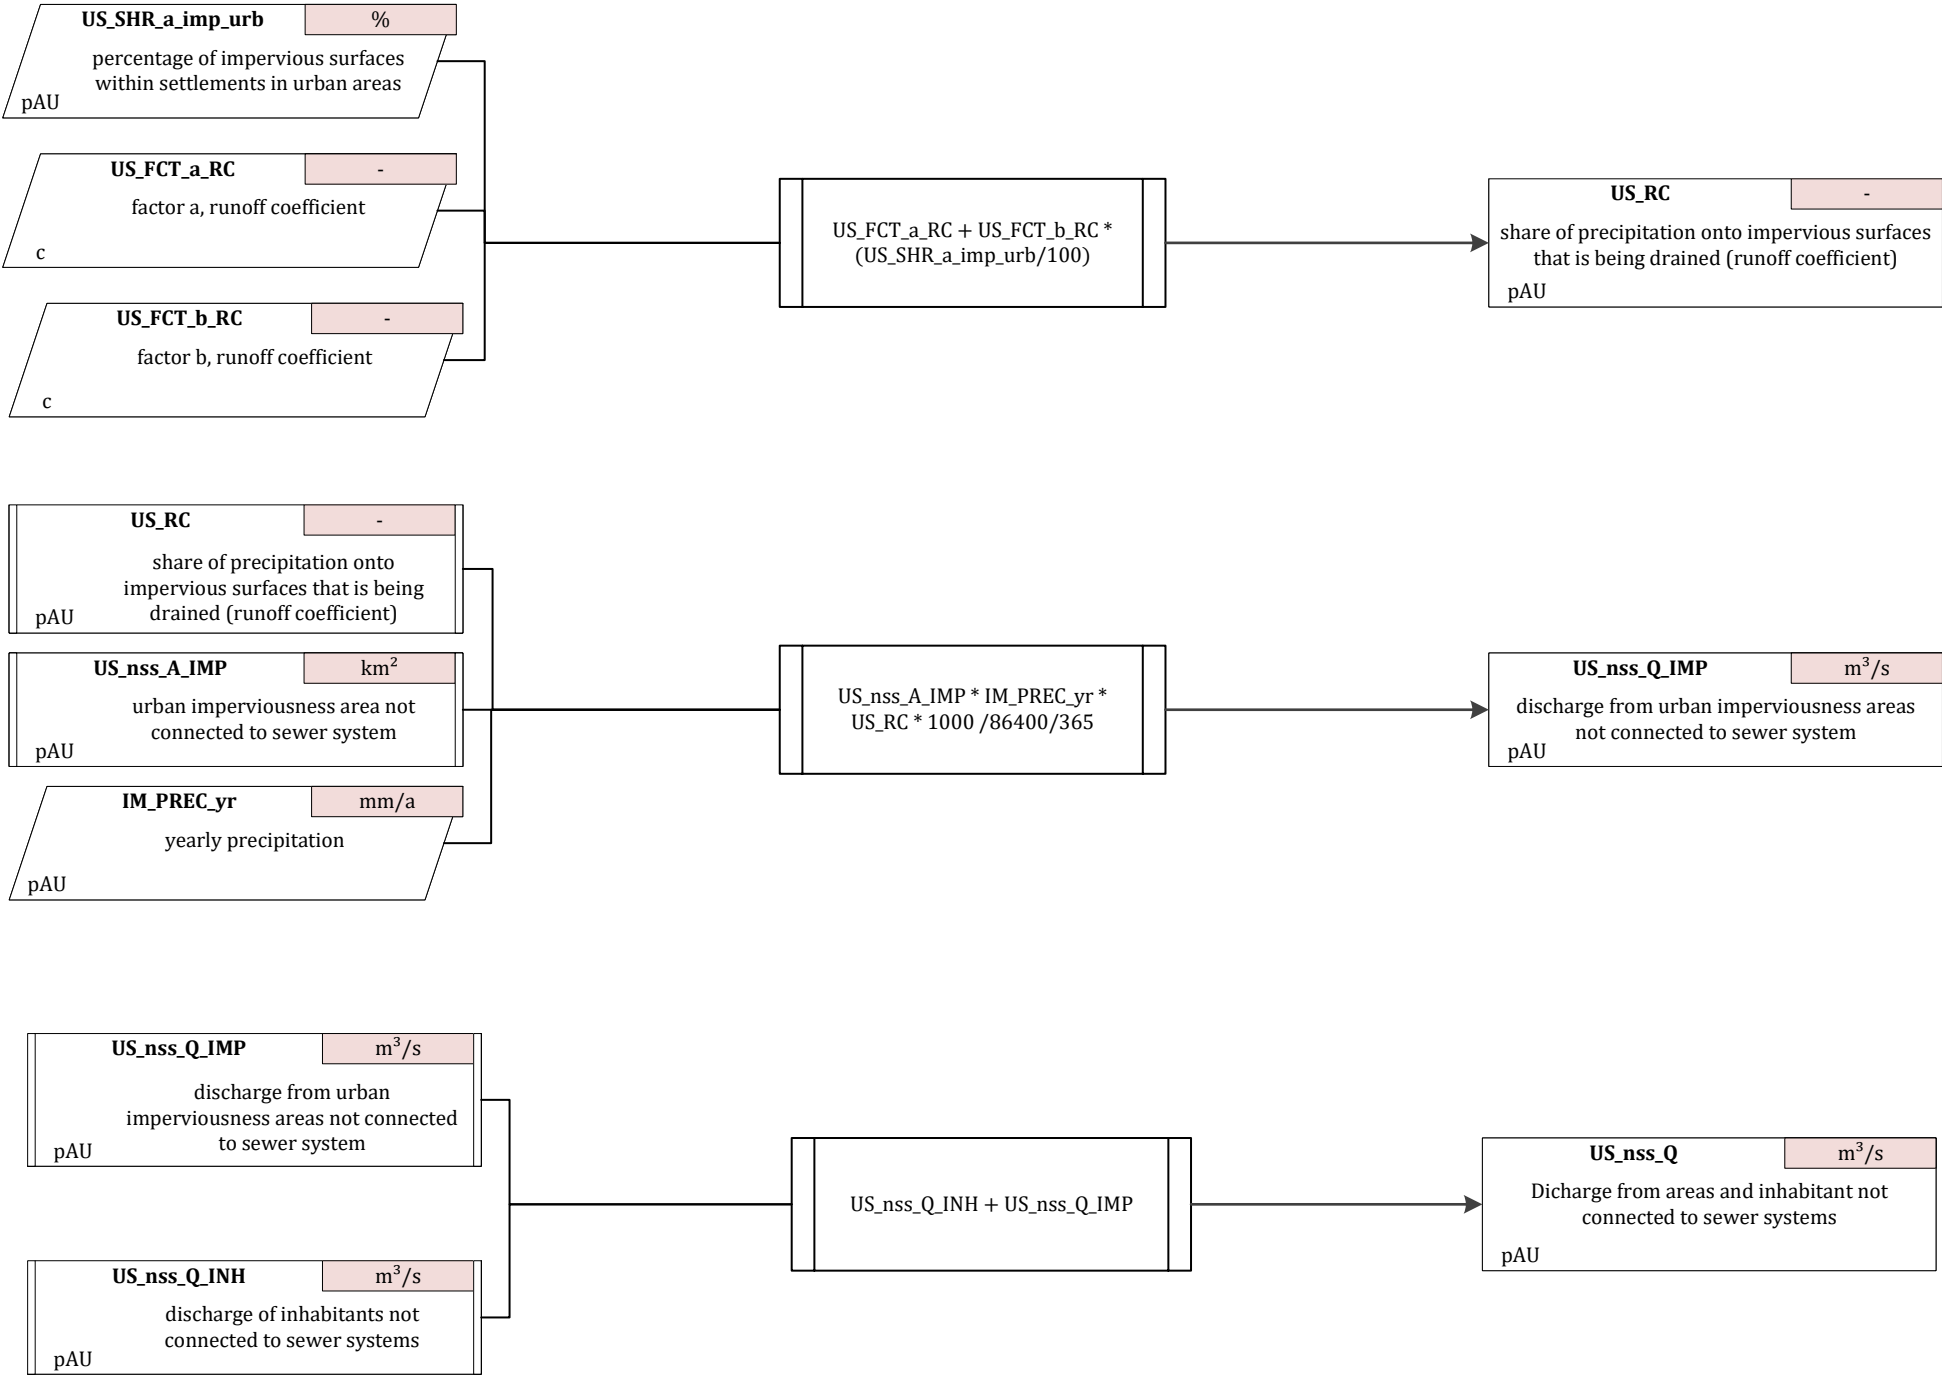 US_SHR_a_imp_urb %
percentage of impervious surfaces
within settlements in urban areas
pAU
US_FCT_a_RC -
factor a, runoff coefficient
c
US_FCT_b_RC -
factor b, runoff coefficient
c
US_FCT_a_RC + US_FCT_b_RC *
(US_SHR_a_imp_urb/100)
US_RC -
share of precipitation onto impervious surfaces
that is being drained (runoff coefficient)
pAU
US_RC -
share of precipitation onto
impervious surfaces that is being
drained (runoff coefficient)
pAU
US_nss_A_IMP km²
urban imperviousness area not
connected to sewer system
pAU
IM_PREC_yr mm/a
yearly precipitation
pAU
US_nss_A_IMP * IM_PREC_yr *
US_RC * 1000 /86400/365
US_nss_Q_IMP m³/s
discharge from urban imperviousness areas
not connected to sewer system
pAU
US_nss_Q_IMP m³/s
discharge from urban
imperviousness areas not connected
to sewer system
pAU
US_nss_Q_INH m³/s
discharge of inhabitants not
connected to sewer systems
pAU
US_nss_Q_INH + US_nss_Q_IMP
US_nss_Q m³/s
Dicharge from areas and inhabitant not
connected to sewer systems
pAU